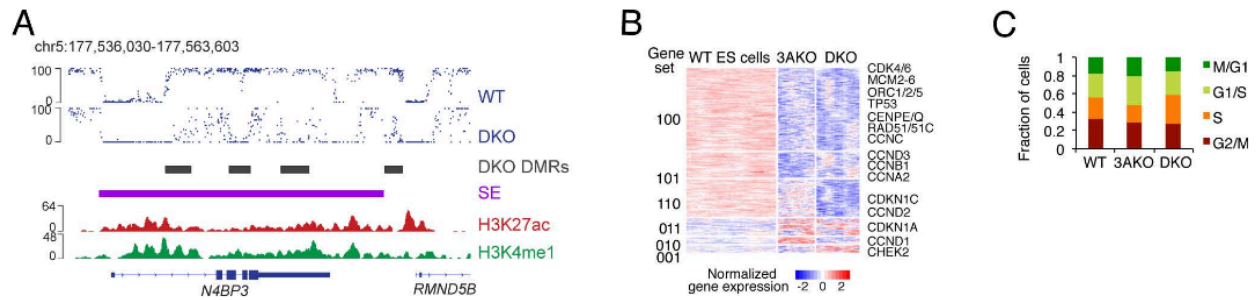 A
chr5:177,536,030-177,563,603
100
0
WT
100
0
DKO
DKO DMRs
SE
64
0
H3K27ac
48
0
H3K4me1
N4BP3
RMND5B
B
Gene
set
WT ES cells 3AKO DKO
100
101
110
011
010
001
CDK4/6
MCM2-6
ORC1/2/5
TP53
CENPE/Q
RAD51/51C
CCNC
CCND3
CCNB1
CCNA2
CDKN1C
CCND2
CDKN1A
CCND1
CHEK2
Normalized
gene expression
-2 0 2
C
Fraction of cells
1
0.8
0.6
0.4
0.2
0
WT 3AKO DKO
M/G1
G1/S
S
G2/M